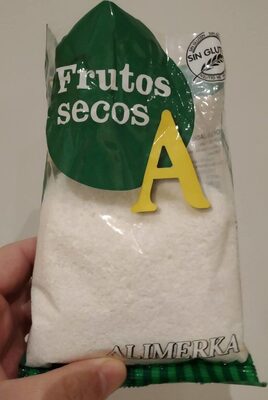 Frutos
secos
A
SIN GLUTEN
ALIMERKA